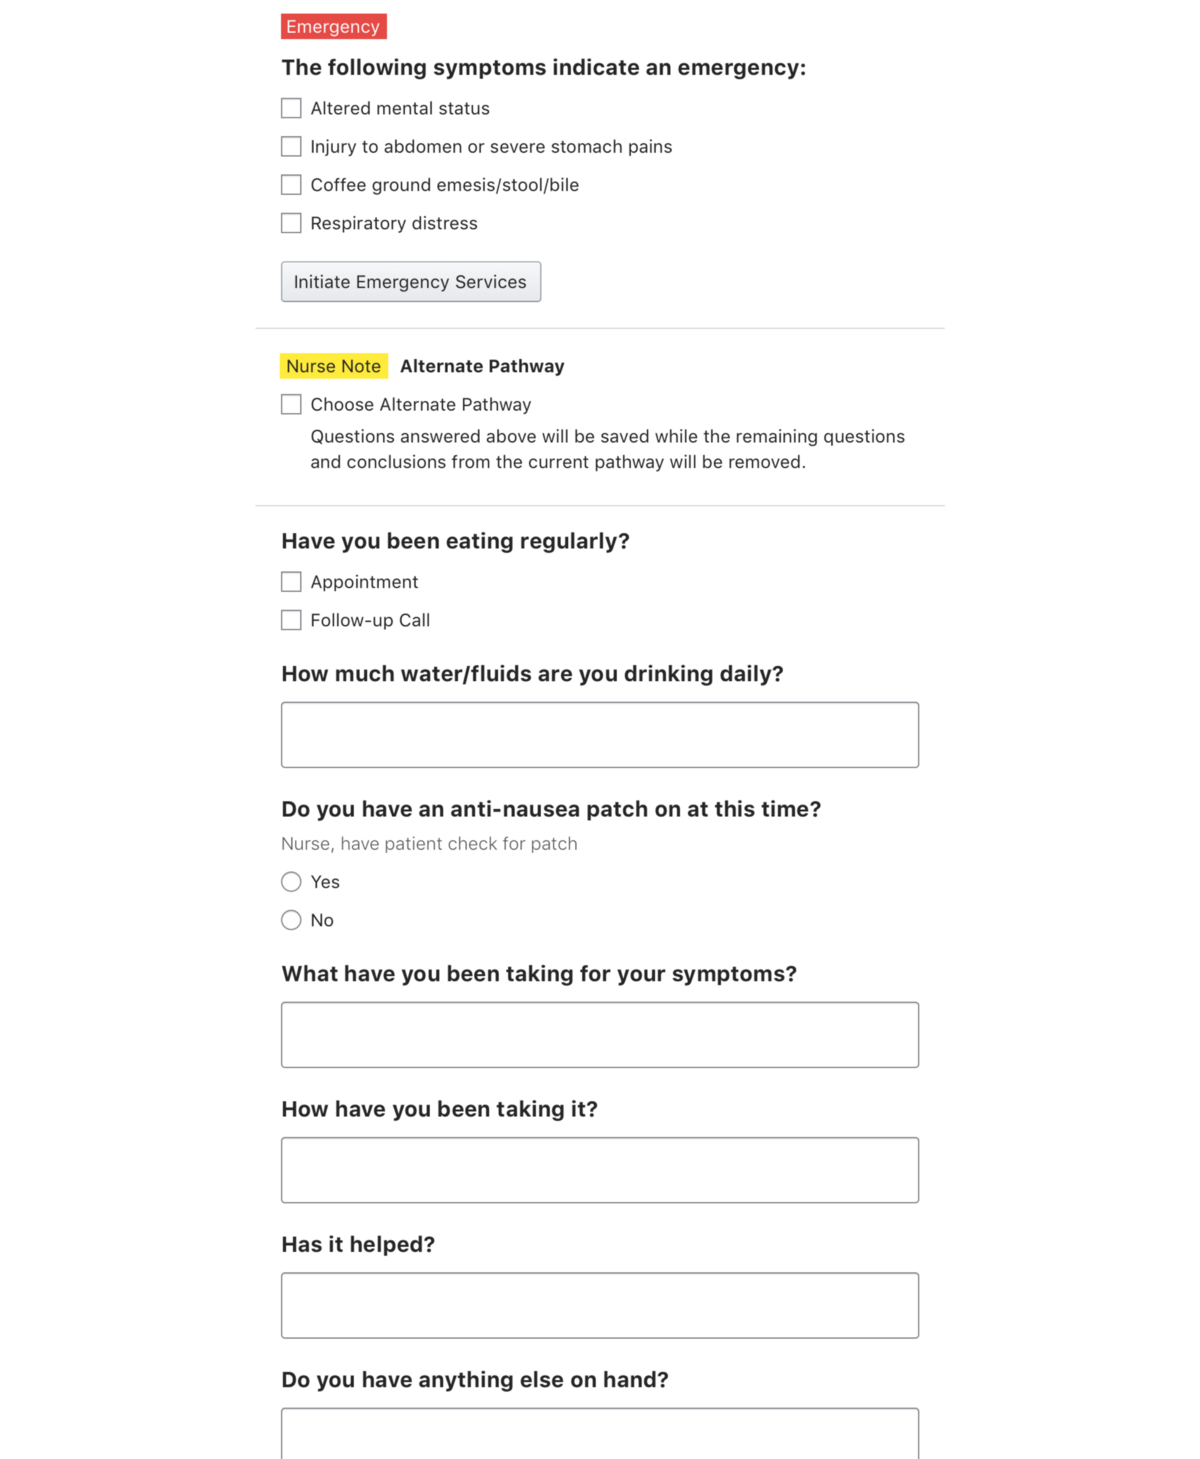 Emergency
The following symptoms indicate an emergency:
Altered mental status
Injury to abdomen or severe stomach pains
Coffee ground emesis/stool/bile
Respiratory distress
Initiate Emergency Services
Nurse Note Alternate Pathway
Choose Alternate Pathway
Questions answered above will be saved while the remaining questions
and conclusions from the current pathway will be removed.
Have you been eating regularly?
Appointment
Follow-up Call
How much water/fluids are you drinking daily?
Do you have an anti-nausea patch on at this time?
Nurse, have patient check for patch
Yes
No
What have you been taking for your symptoms?
How have you been taking it?
Has it helped?
Do you have anything else on hand?